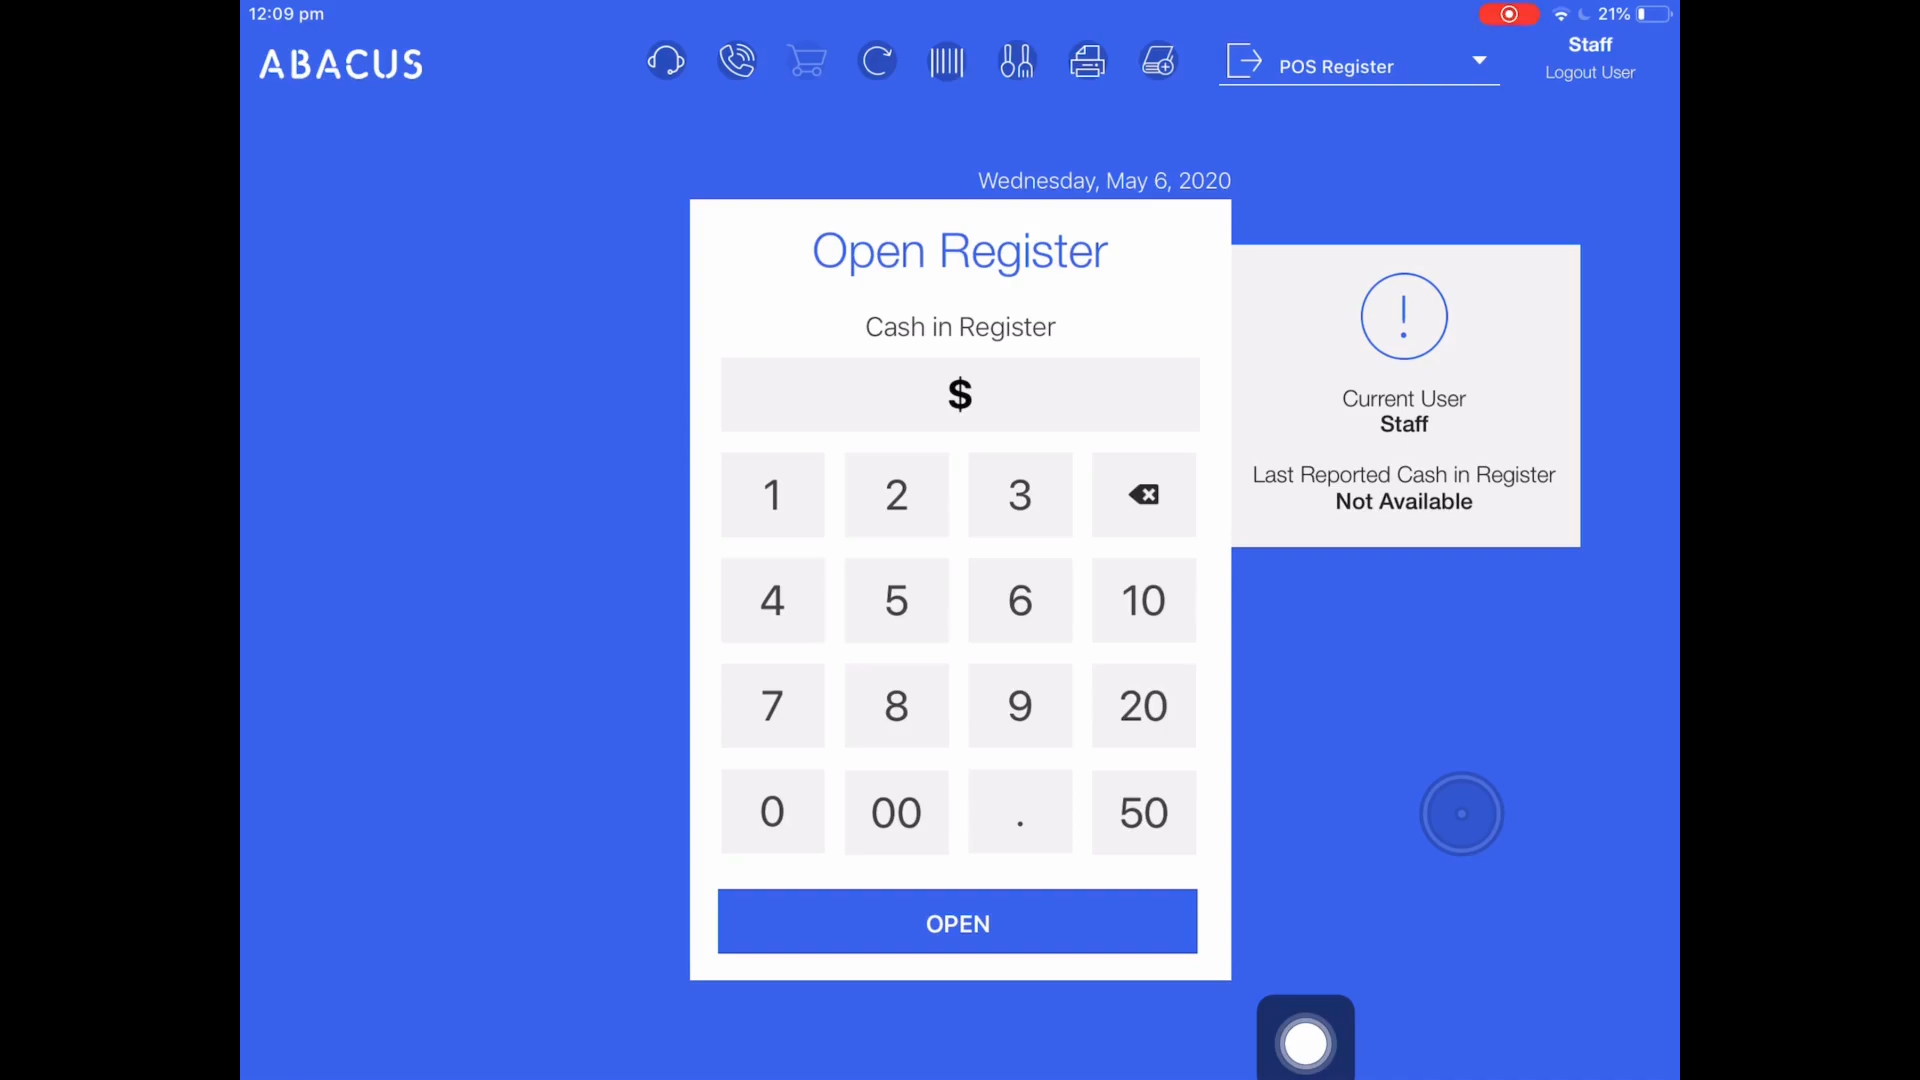 12:09 pm
21%
ABACUS
POS Register
Staff
Logout User
Wednesday, May 6, 2020
Open Register
Cash in Register
$
1 2 3
4 5 6 10
7 8 9 20
0 00 . 50
OPEN
!
Current User
Staff
Last Reported Cash in Register
Not Available